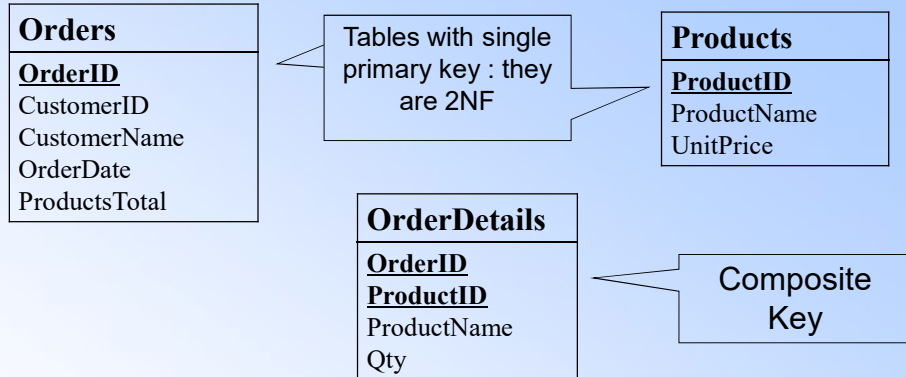 Orders
OrderID
CustomerID
CustomerName
OrderDate
ProductsTotal
Tables with single
primary key : they
are 2NF
Products
ProductID
ProductName
UnitPrice
OrderDetails
OrderID
ProductID
ProductName
Qty
Composite
Key